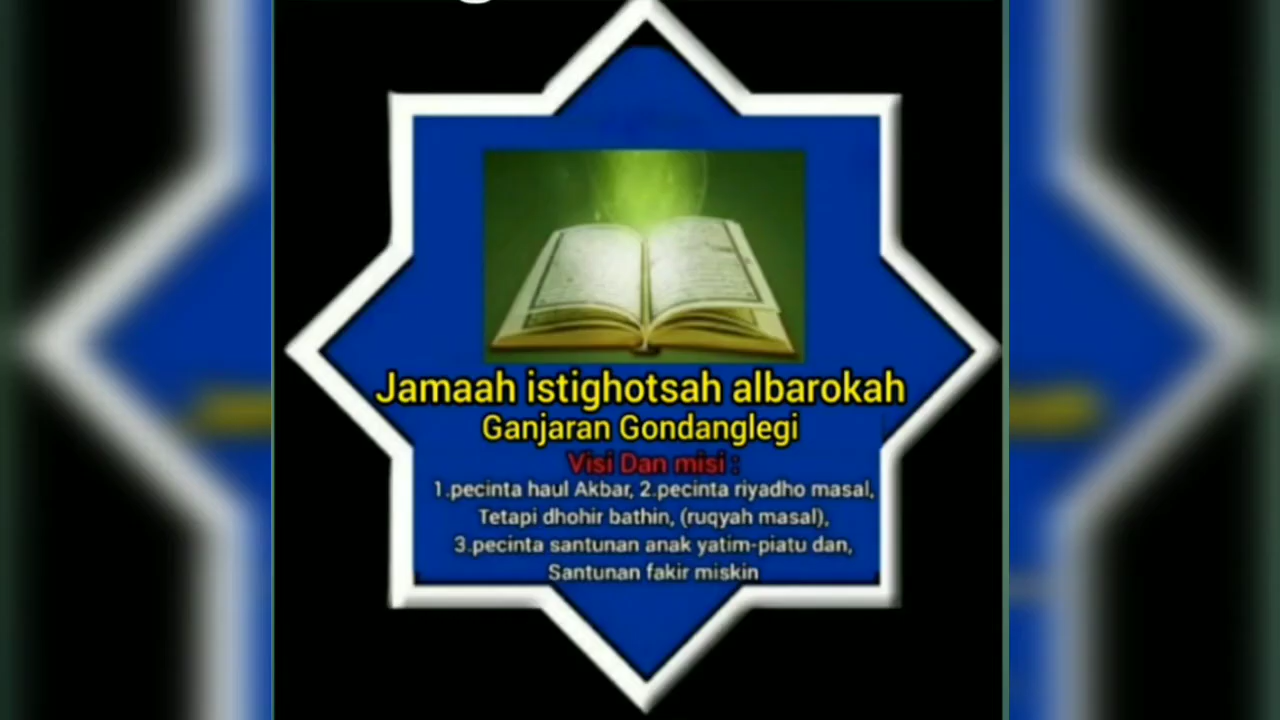 Jamaah istighotsah albarokah
Ganjaran Gondanglegi
Visi Dan misi :
1.pecinta haul Akbar, 2.pecinta riyadho masal,
Tetapi dhohir bathin, (ruqyah masal),
3.pecinta santunan anak yatim-piatu dan,
Santunan fakir miskin